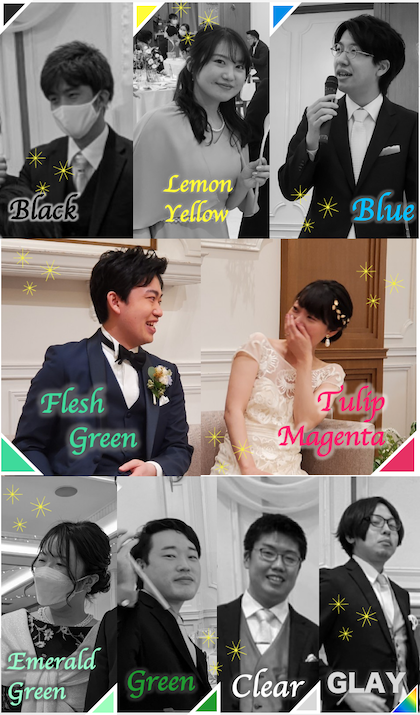 Black
Lemon
Yellow
Blue
Flesh
Green
Tulip
Magenta
Emerald
Green
Green
Clear
GLAY